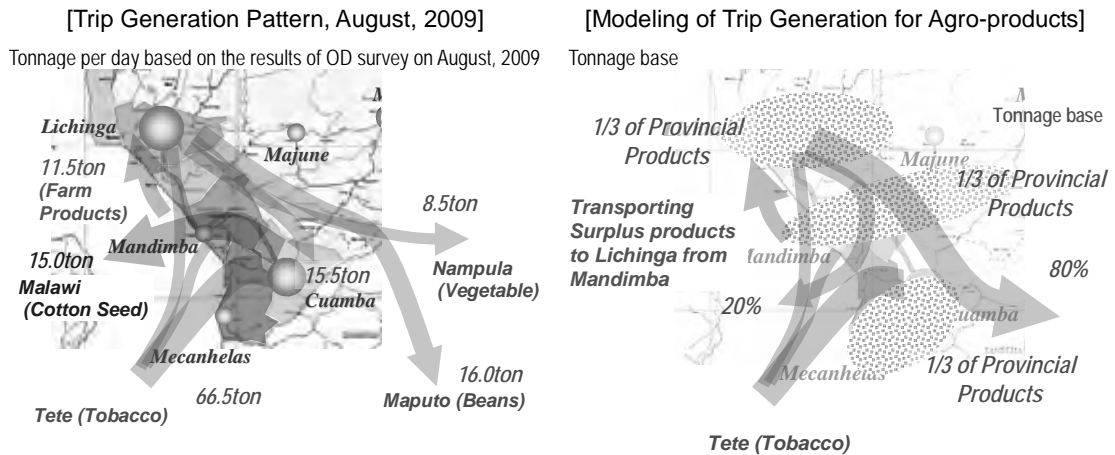 [Trip Generation Pattern, August, 2009]
Tonnage per day based on the results of OD survey on August, 2009
Lichinga
Majune
11.5ton
(Farm
Products)
8.5ton
Mandimba
15.0ton
Malawi
(Cotton Seed)
15.5ton
Cuamba
Nampula
(Vegetable)
Mecanhelas
66.5ton
16.0ton
Maputo (Beans)
Tete (Tobacco)
[Modeling of Trip Generation for Agro-products]
Tonnage base
Tonnage base
1/3 of Provincial
Products
Majune
1/3 of Provincial
Products
Transporting
Surplus products
to Lichinga from
Mandimba
andimba
80%
20%
uamba
1/3 of Provincial
Products
Mecanhelas
Tete (Tobacco)